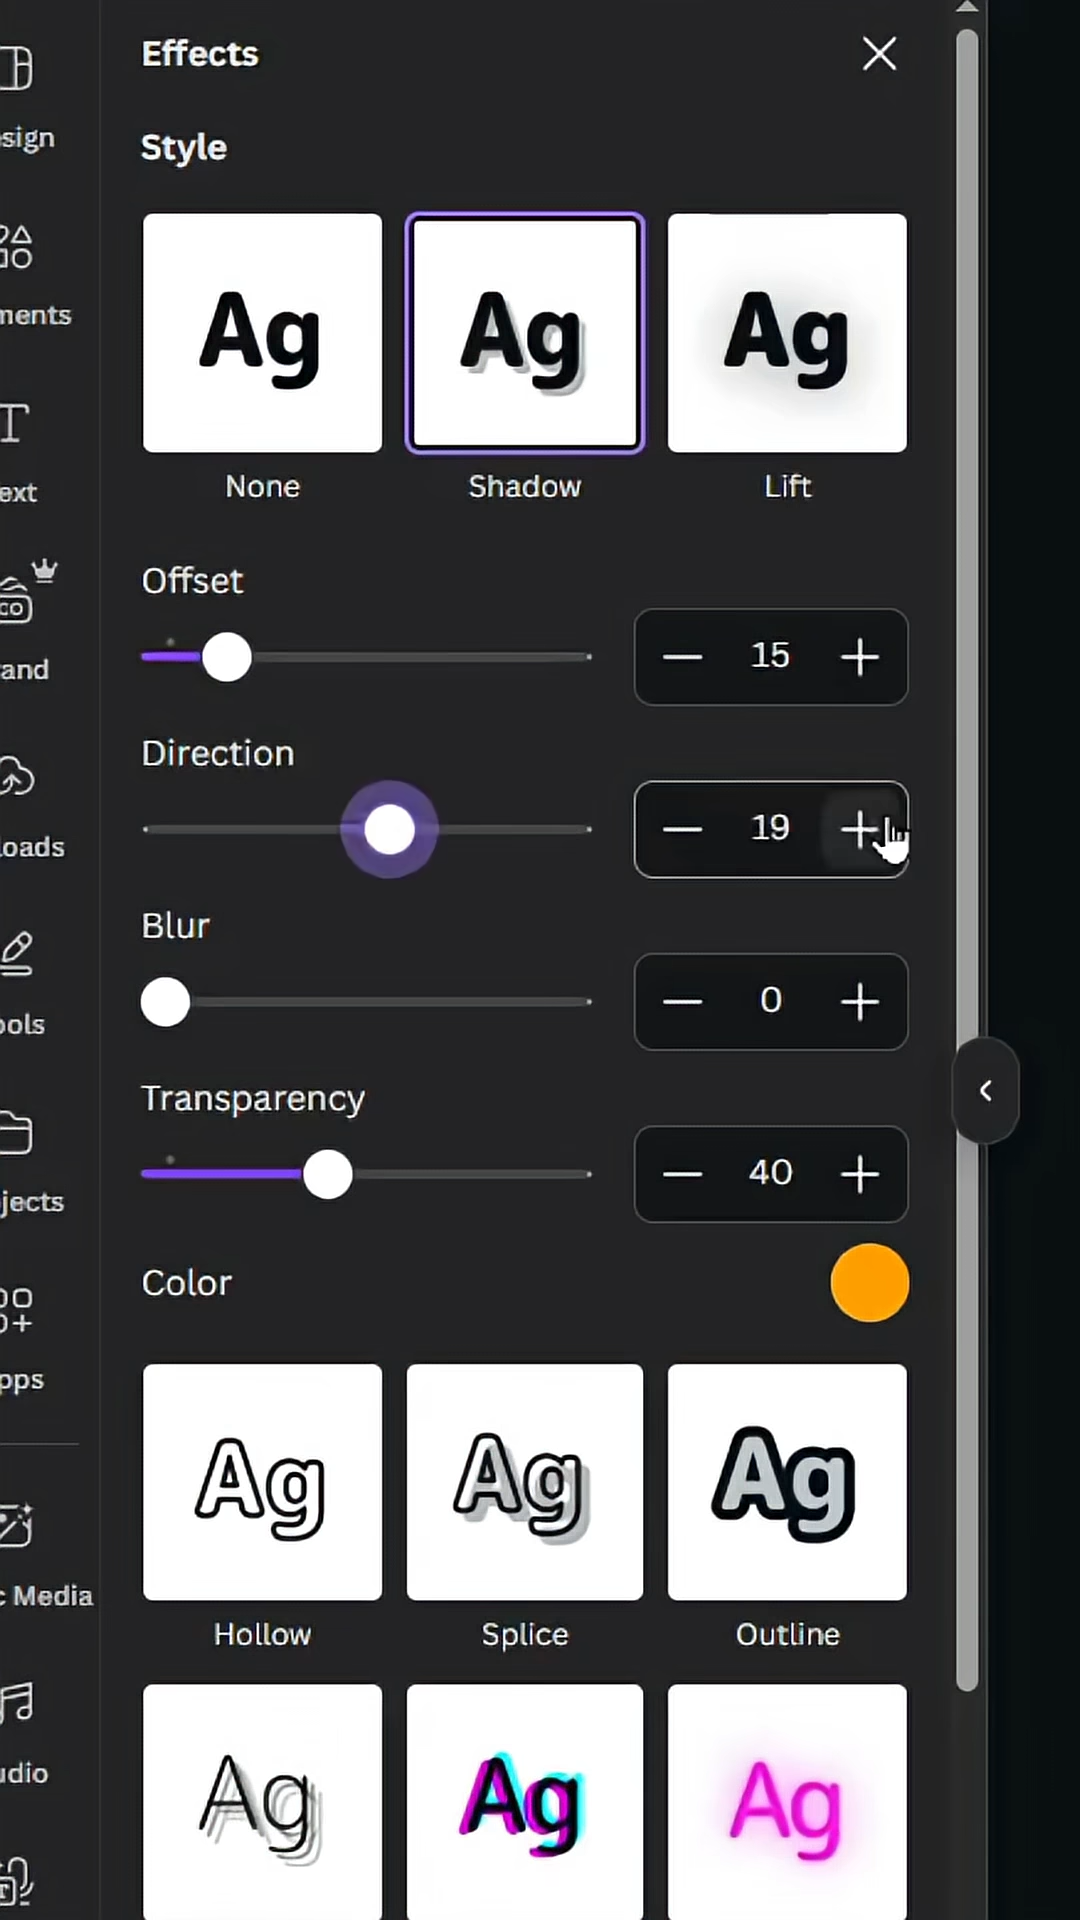 Effects
Style
Ag
Ag
Ag
None
Shadow
Lift
Offset
15
Direction
19
Blur
0
Transparency
40
Color
Ag
Ag
Ag
Hollow
Splice
Outline
Ag
Ag
Ag
sign
ments
ext
CO
and
loads
ools
jects
pps
c Media
udio
T